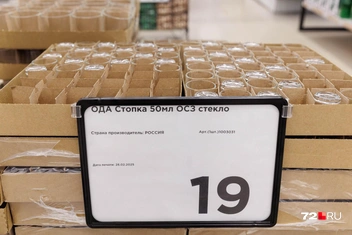 ОДА Стопка 50мл ОСЗ стекло
Страна производитель: РОССИЯ
19
72.RU